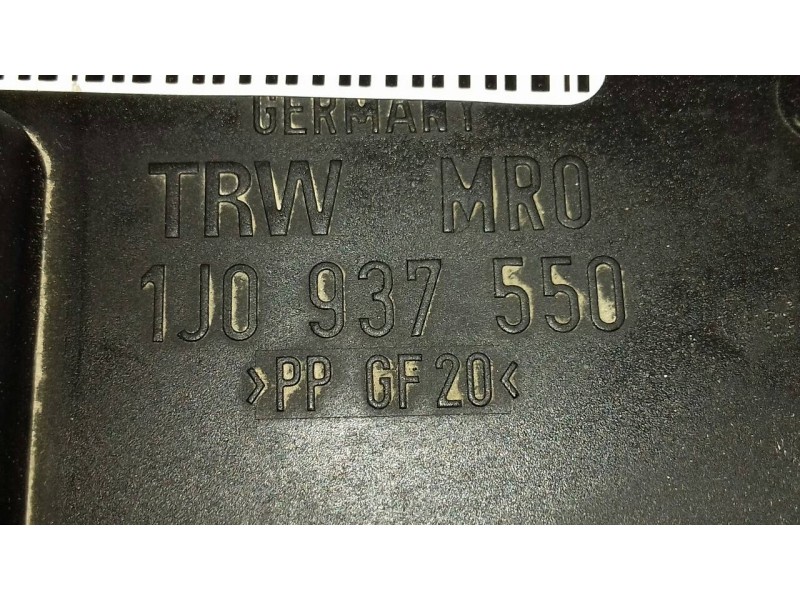 GERMANY
TRW MRO
1J0 937 550
>PP GF20<